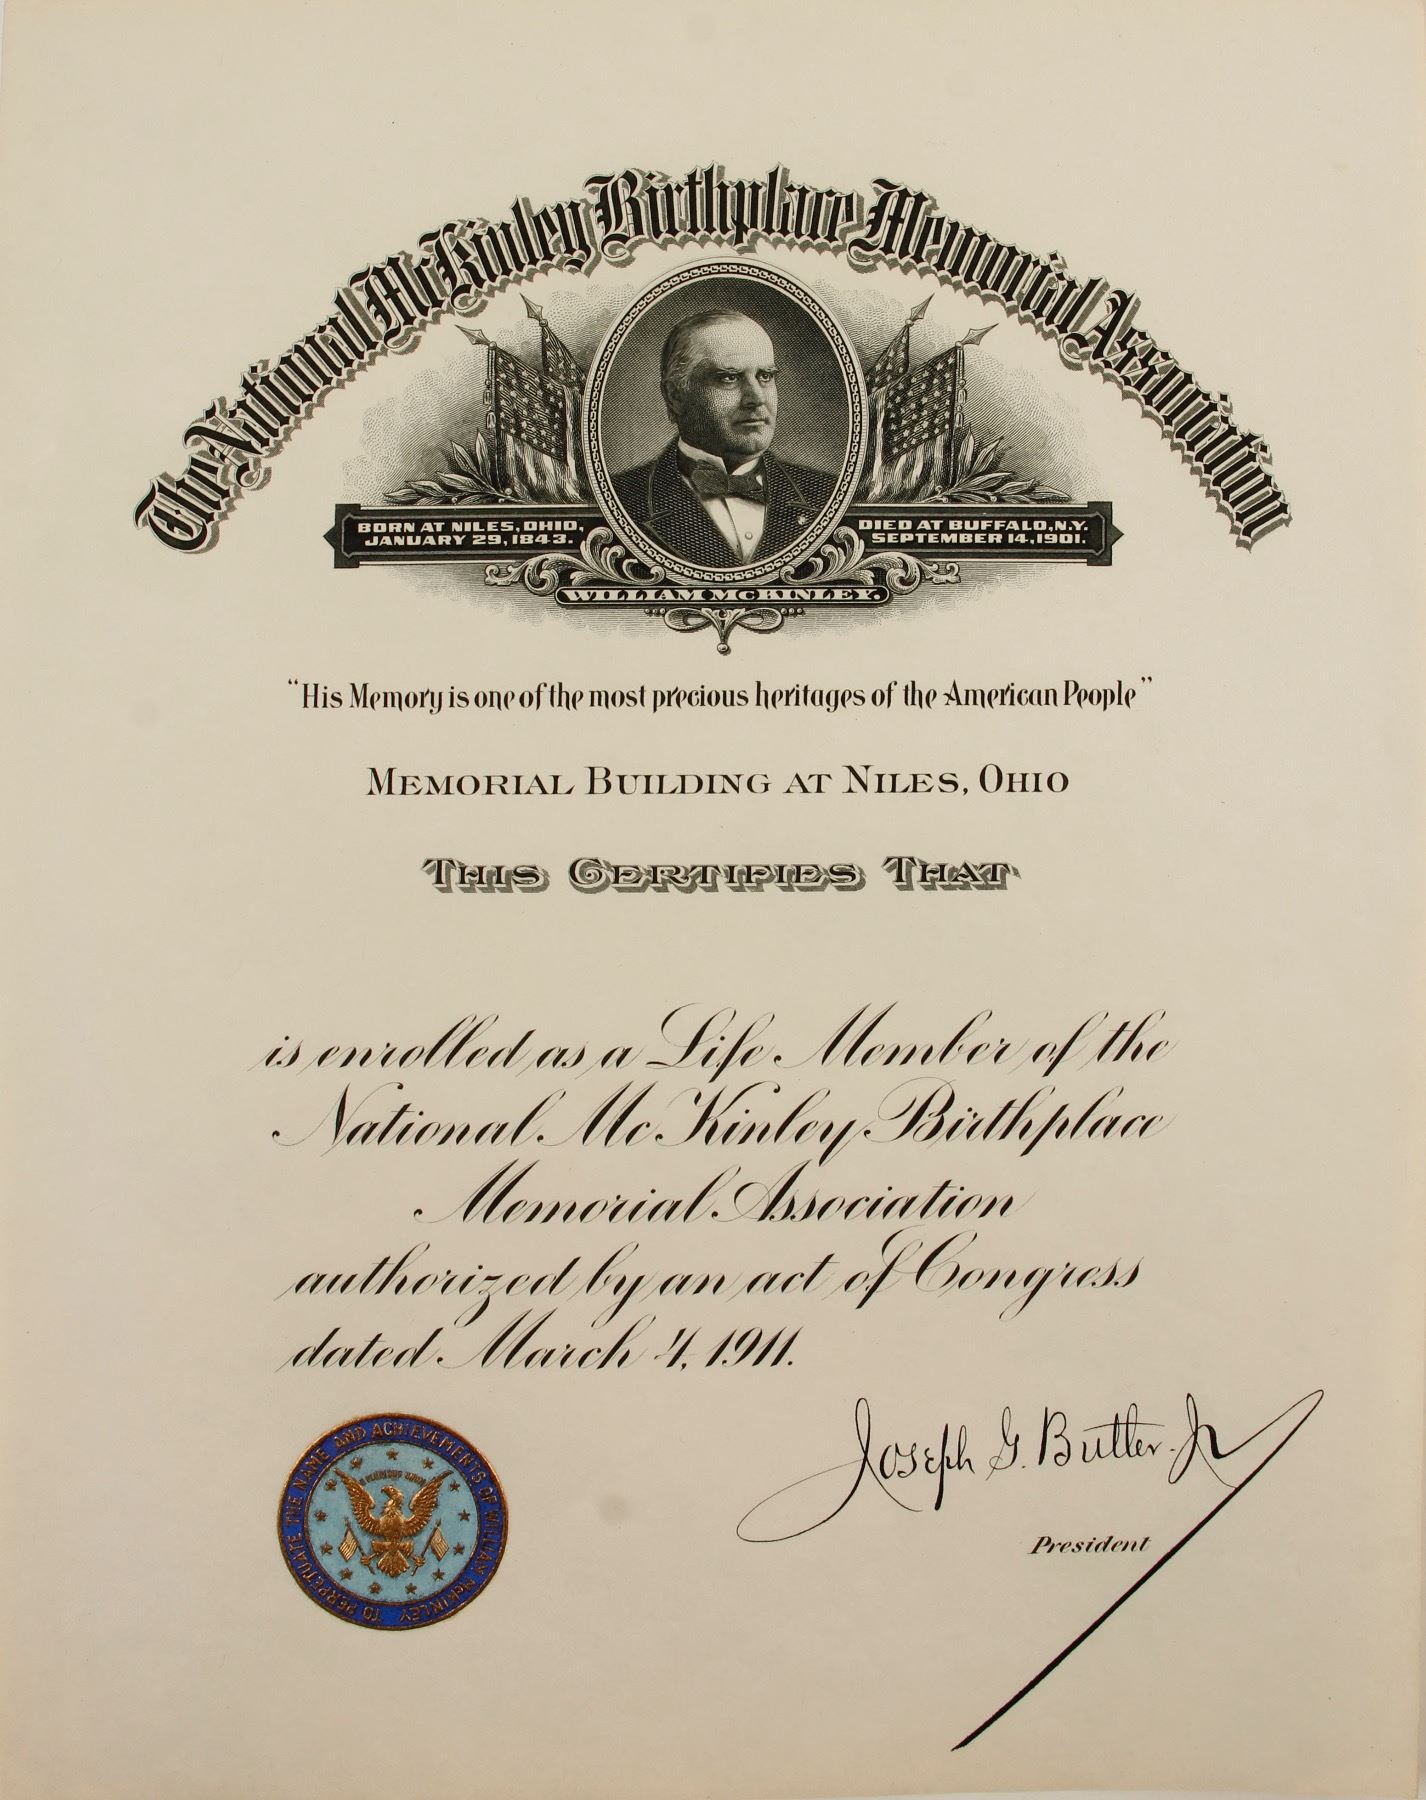 The National McKinley Birthplace Memorial Association
BORN AT NILES, OHIO,
JANUARY 29, 1843.
DIED AT BUFFALO, N.Y.
SEPTEMBER 14, 1901.
WILLIAM McKINLEY.
"His Memory is one of the most precious heritages of the American People"
MEMORIAL BUILDING AT NILES, OHIO
THIS CERTIFIES THAT
is enrolled as a Life Member of the
National McKinley Birthplace
Memorial Association
authorized by an act of Congress
dated March 4, 1911.
Joseph G. Butler. Jr
President
TO PERPETUATE THE NAME AND ACHIEVEMENTS OF WILLIAM McKINLEY